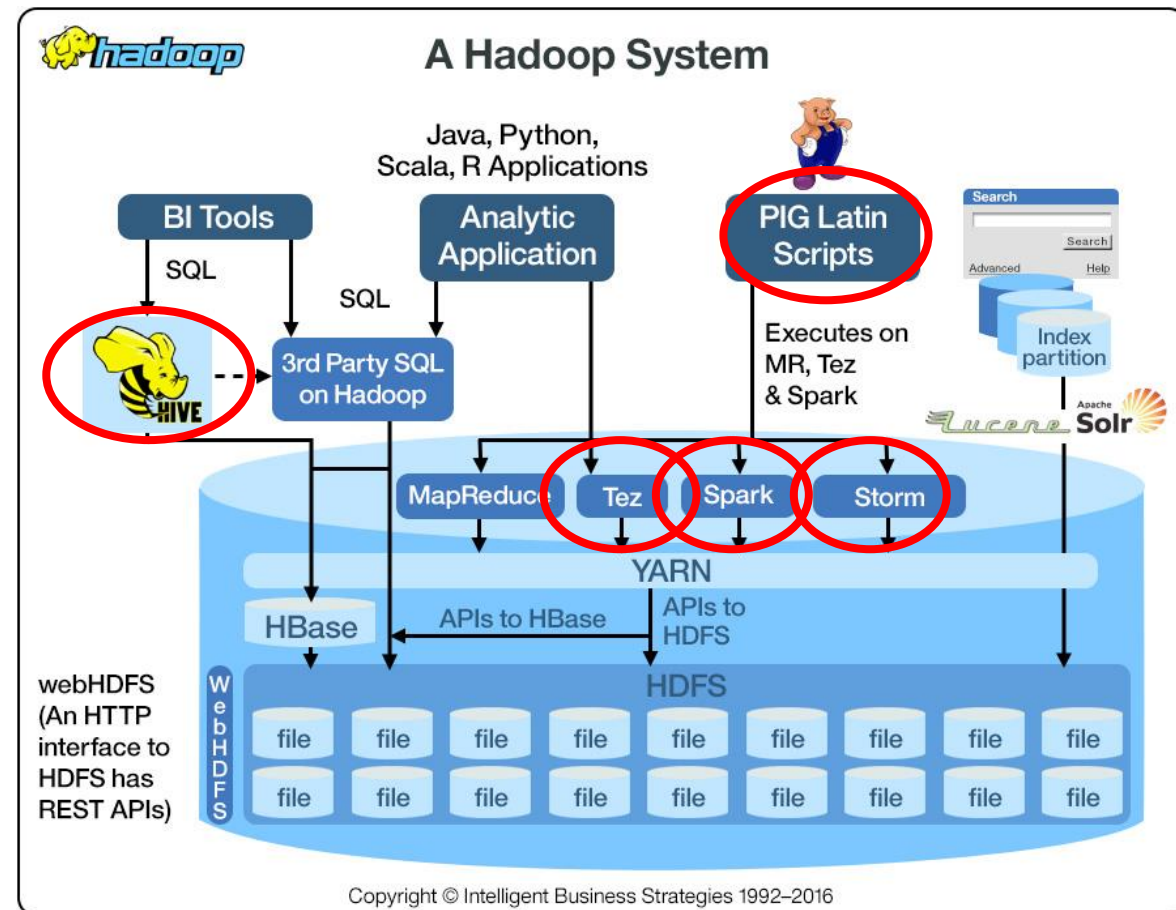 hadoop
A Hadoop System
Java, Python,
Scala, R Applications
BI Tools
Analytic
Application
PIG Latin
Scripts
Search
Search
Advanced Help
SQL
SQL
HIVE
3rd Party SQL
on Hadoop
Executes on
MR, Tez
& Spark
Index
partition
Lucene
Apache
Solr
MapReduce
Tez
Spark
Storm
YARN
HBase
APIs to HBase
APIs to
HDFS
webHDFS
(An HTTP
interface to
HDFS has
REST APIs)
WebHDFS
HDFS
file file file file file file file file file
file file file file file file file file file
Copyright © Intelligent Business Strategies 1992–2016